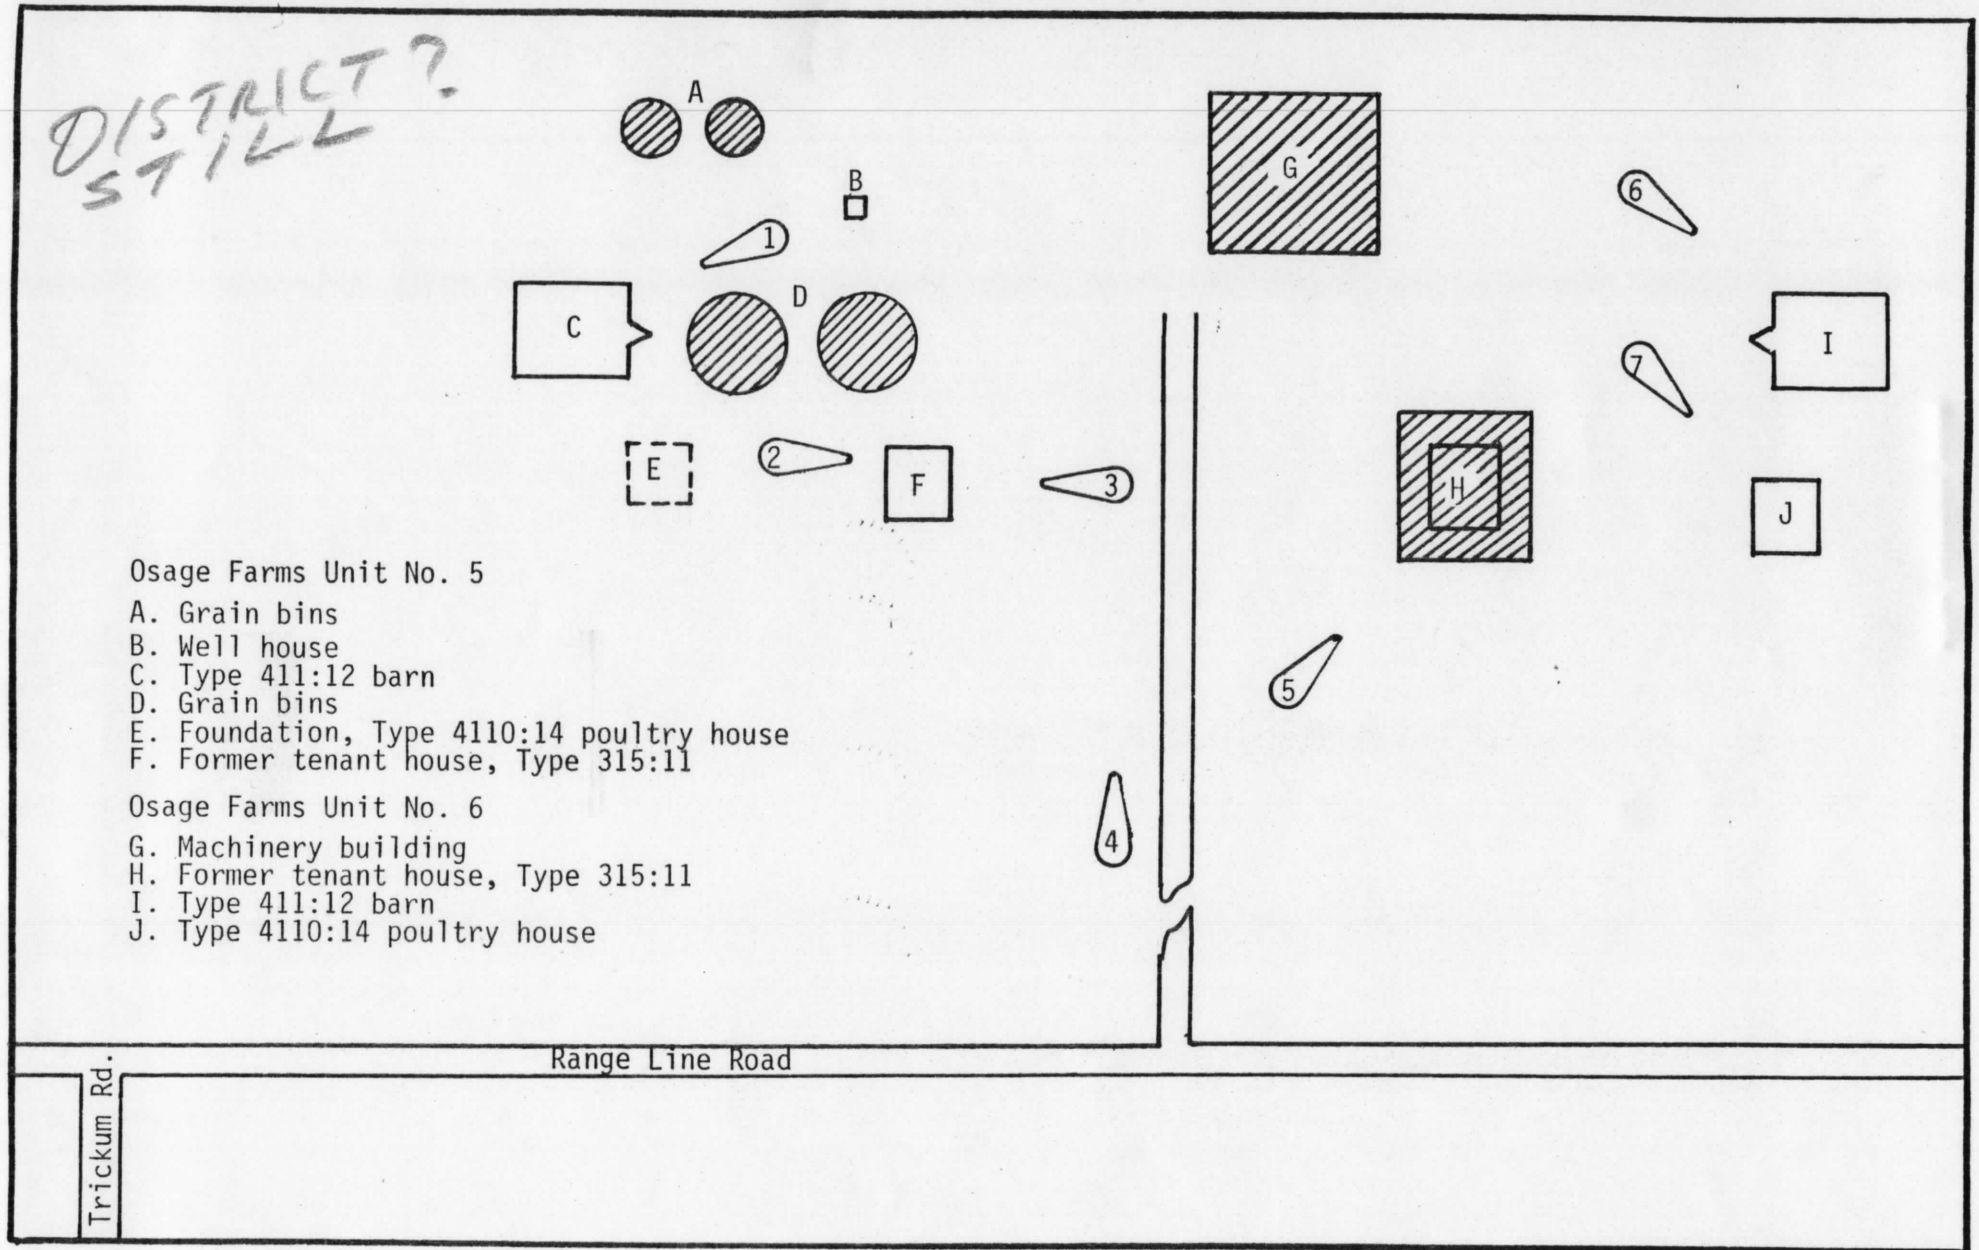 DISTRICT?
STILL
A
B
1
C
D
E
2
F
3
G
6
7
I
H
J
5
4
Osage Farms Unit No. 5
A. Grain bins
B. Well house
C. Type 411:12 barn
D. Grain bins
E. Foundation, Type 4110:14 poultry house
F. Former tenant house, Type 315:11
Osage Farms Unit No. 6
G. Machinery building
H. Former tenant house, Type 315:11
I. Type 411:12 barn
J. Type 4110:14 poultry house
Range Line Road
Trickum Rd.